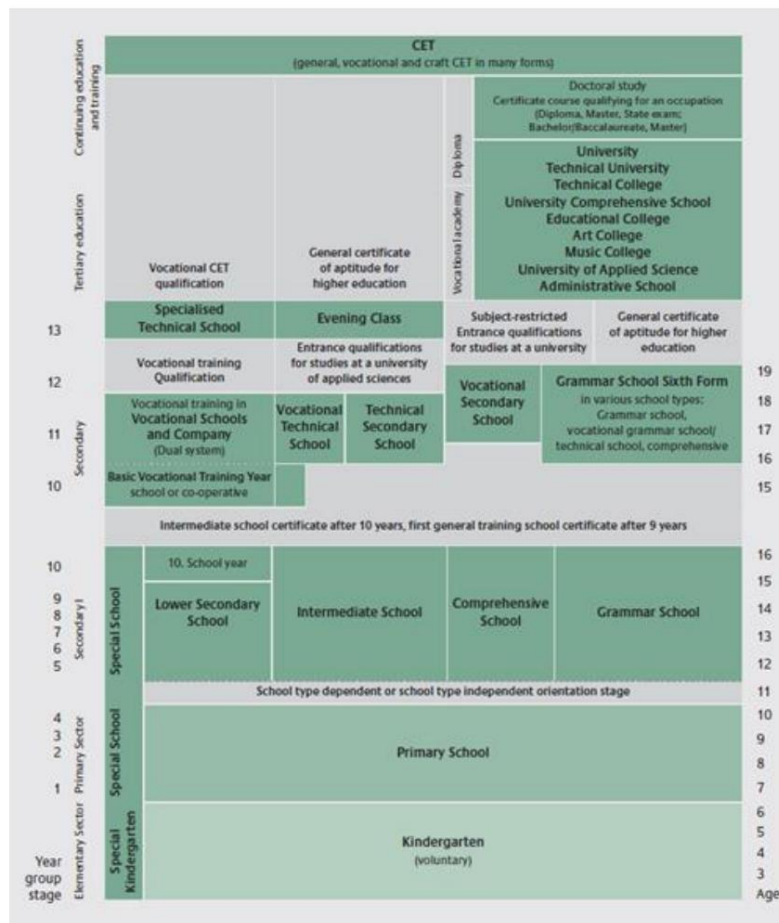 CET
(general, vocational and craft CET in many forms)
Continuing education
and training
Doctoral study
Certificate course qualifying for an occupation
(Diploma, Master, State exam;
Bachelor/Baccalaureate, Master)
Diploma
Vocational academy
University
Technical University
Technical College
University Comprehensive School
Educational College
Art College
Music College
University of Applied Science
Administrative School
Tertiary education
Vocational CET
qualification
General certificate
of aptitude for
higher education
13
Specialised
Technical School
Evening Class
Subject-restricted
Entrance qualifications
for studies at a university
General certificate
of aptitude for higher
education
Vocational training
Qualification
Entrance qualifications
for studies at a university
of applied sciences
12
11
10
Secondary
Vocational training in
Vocational Schools
and Company
(Dual system)
Vocational
Technical
School
Technical
Secondary
School
Vocational
Secondary
School
Grammar School Sixth Form
in various school types:
Grammar school,
vocational grammar school/
technical school, comprehensive
19
18
17
16
15
Basic Vocational Training Year
school or co-operative
Intermediate school certificate after 10 years, first general training school certificate after 9 years
10
9
8
7
6
5
Secondary I
Special School
10. School year
Lower Secondary
School
Intermediate School
Comprehensive
School
Grammar School
16
15
14
13
12
School type dependent or school type independent orientation stage
11
4
3
2
1
Primary Sector
Special School
Primary School
10
9
8
7
Elementary Sector
Special
Kindergarten
Kindergarten
(voluntary)
6
5
4
3
Age
Year
group
stage